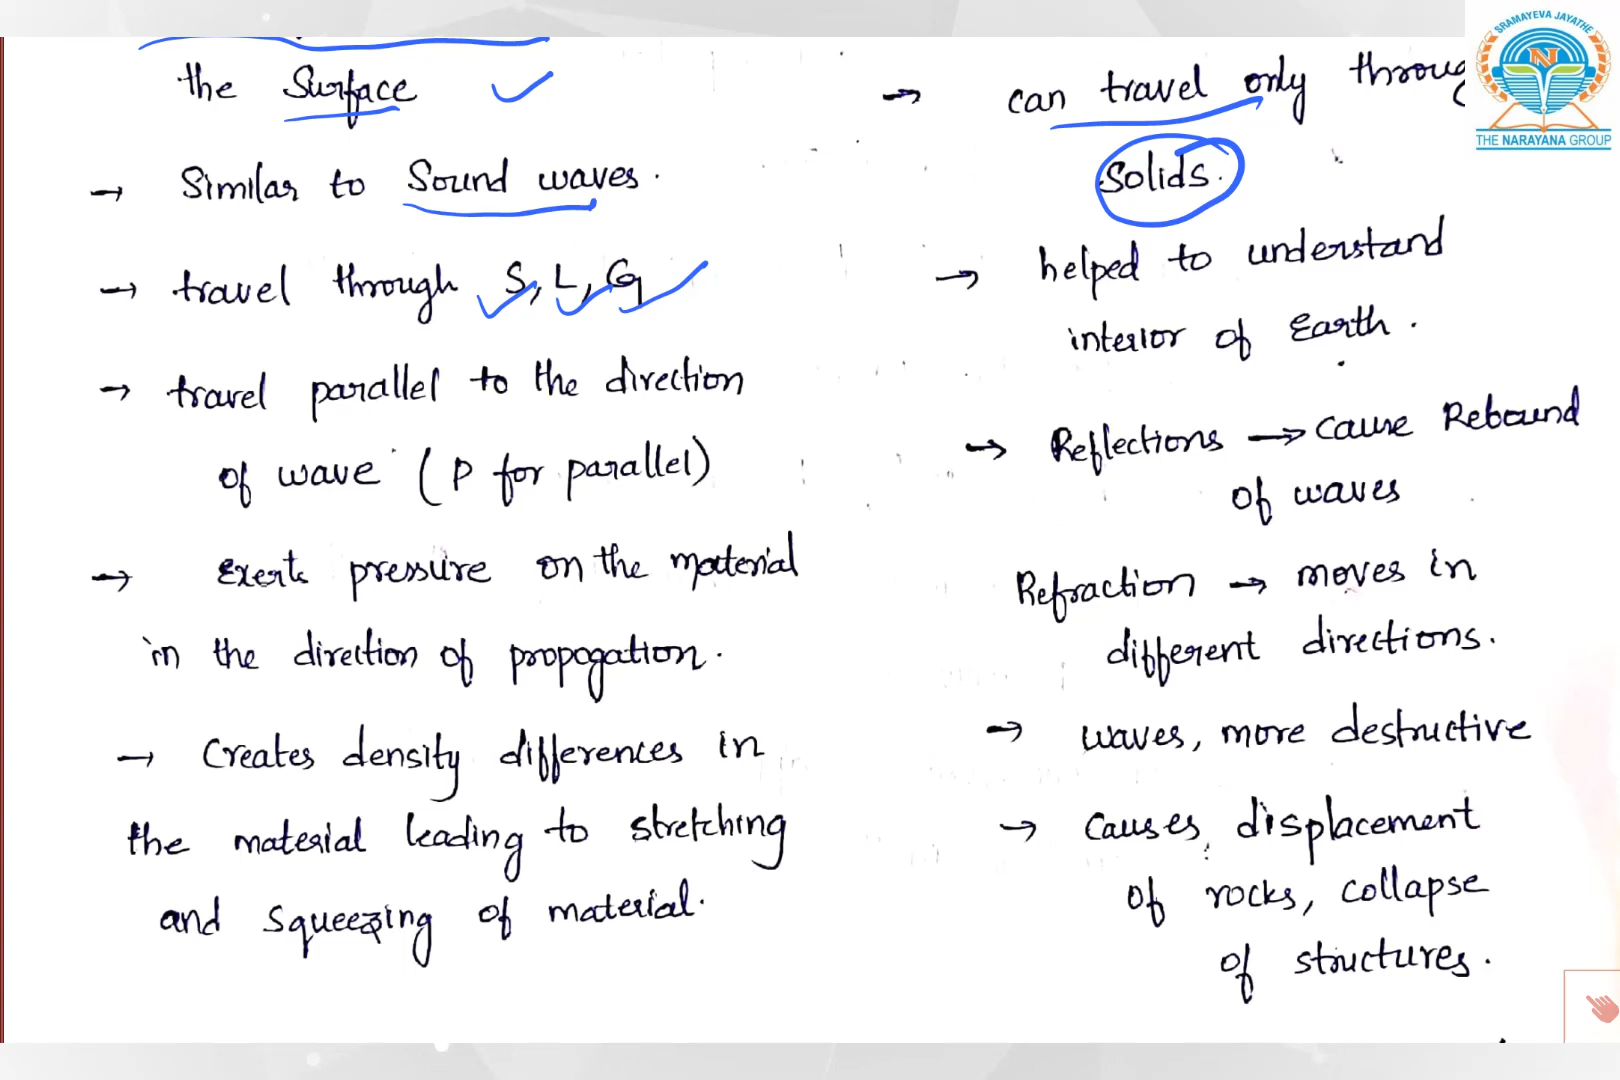 the Surface
→ Similar to Sound waves.
→ travel through S, L, G
→ travel parallel to the direction
of wave (P for parallel)
→ Exerts pressure on the material
in the direction of propogation.
→ Creates density differences in
the material leading to stretching
and squeezing of material.
→ can travel only throug
Solids.
→ helped to understand
interior of Earth.
→ Reflections → cause Rebound
of waves
Refraction → moves in
different directions.
→ waves, more destructive
→ Causes displacement
of rocks, collapse
of structures.
SRAMAYEVA JAYATHE
N
THE NARAYANA GROUP